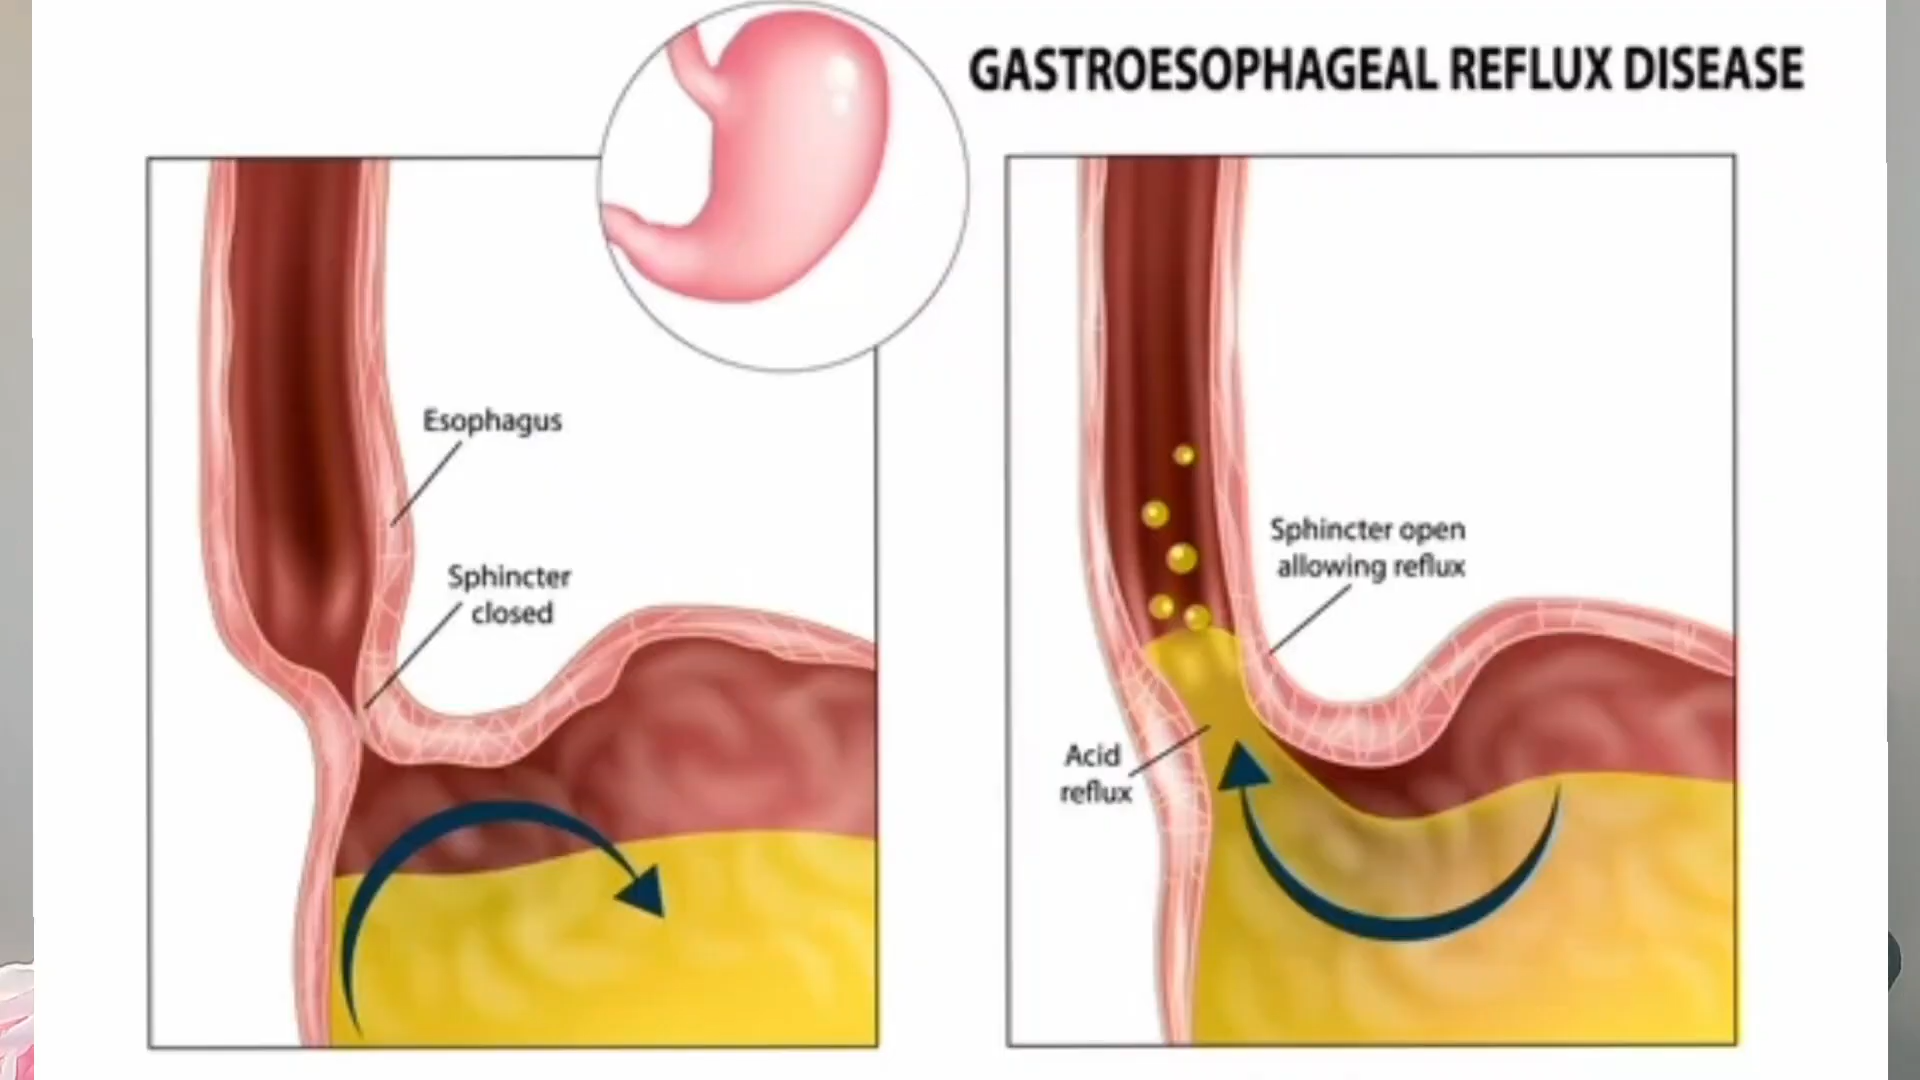 GASTROESOPHAGEAL REFLUX DISEASE
Esophagus
Sphincter
closed
Sphincter open
allowing reflux
Acid
reflux